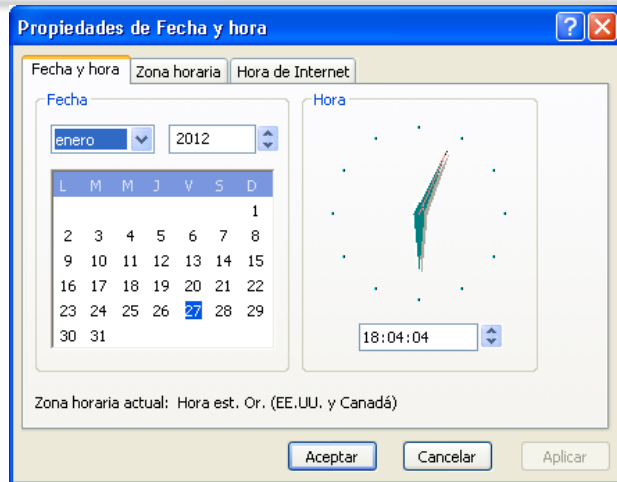 Propiedades de Fecha y hora
Fecha y hora Zona horaria Hora de Internet
Fecha
enero 2012
L M M J V S D
1
2 3 4 5 6 7 8
9 10 11 12 13 14 15
16 17 18 19 20 21 22
23 24 25 26 27 28 29
30 31
Hora
18:04:04
Zona horaria actual: Hora est. Or. (EE.UU. y Canadá)
Aceptar Cancelar Aplicar